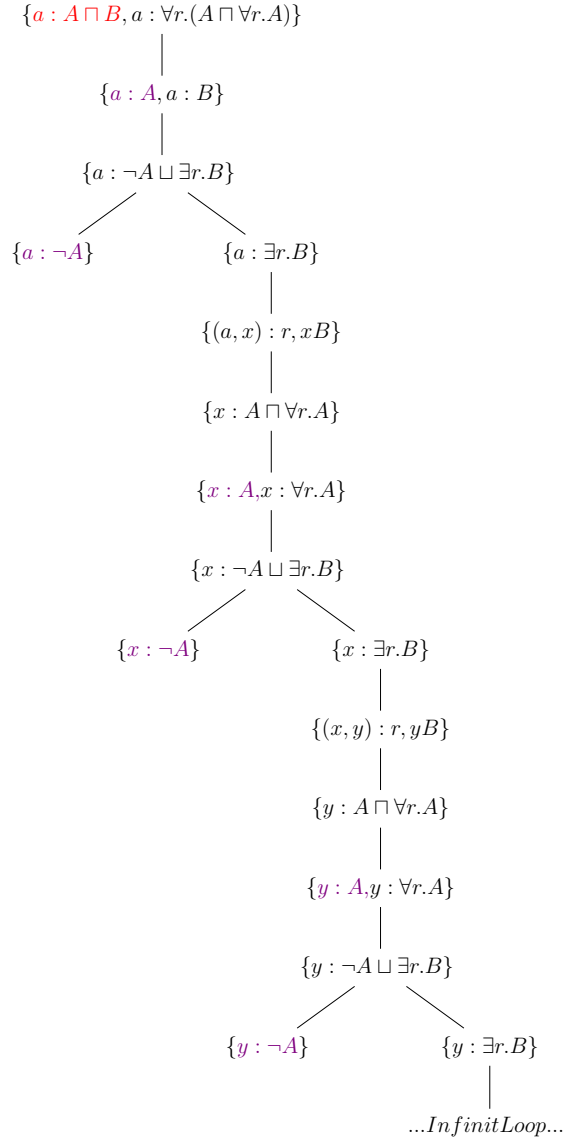 {a : A ⊓ B, a : ∀r.(A ⊓ ∀r.A)}
{a : A, a : B}
{a : ¬A ⊔ ∃r.B}
{a : ¬A} {a : ∃r.B}
{(a, x) : r, xB}
{x : A ⊓ ∀r.A}
{x : A,x : ∀r.A}
{x : ¬A ⊔ ∃r.B}
{x : ¬A} {x : ∃r.B}
{(x, y) : r, yB}
{y : A ⊓ ∀r.A}
{y : A,y : ∀r.A}
{y : ¬A ⊔ ∃r.B}
{y : ¬A} {y : ∃r.B}
...InfinitLoop...